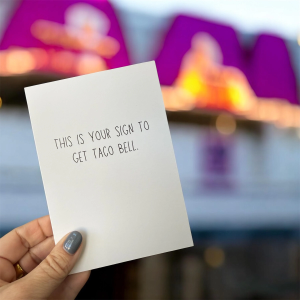 THIS IS YOUR SIGN TO
GET TACO BELL.